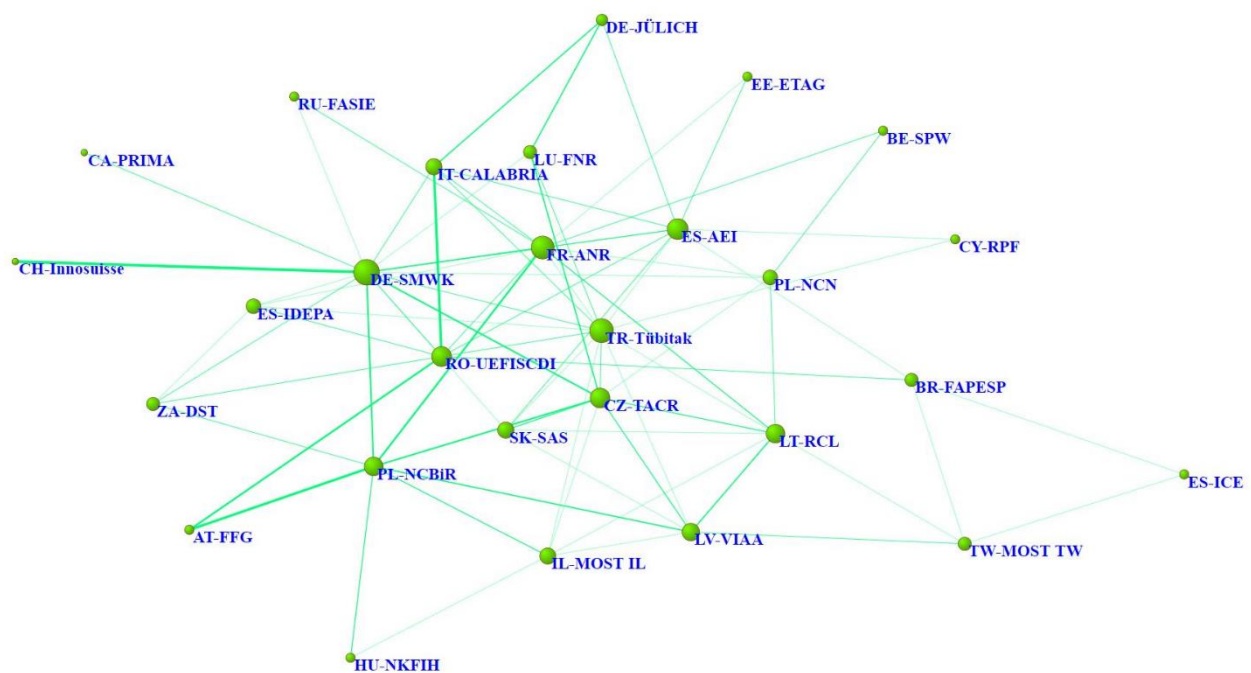 DE-JÜLICH
EE-ETAG
RU-FASIE
BE-SPW
CA-PRIMA
LU-FNR
IT-CALABRIA
ES-AEI
FR-ANR
CY-RPF
CH-Innosuisse
DE-SMWK
PL-NCN
ES-IDEPA
TR-Tübitak
RO-UEFISCDI
BR-FAPESP
ZA-DST
CZ-TACR
SK-SAS
LT-RCL
PL-NCBiR
ES-ICE
AT-FFG
LV-VIAA
TW-MOST TW
IL-MOST IL
HU-NKFIH